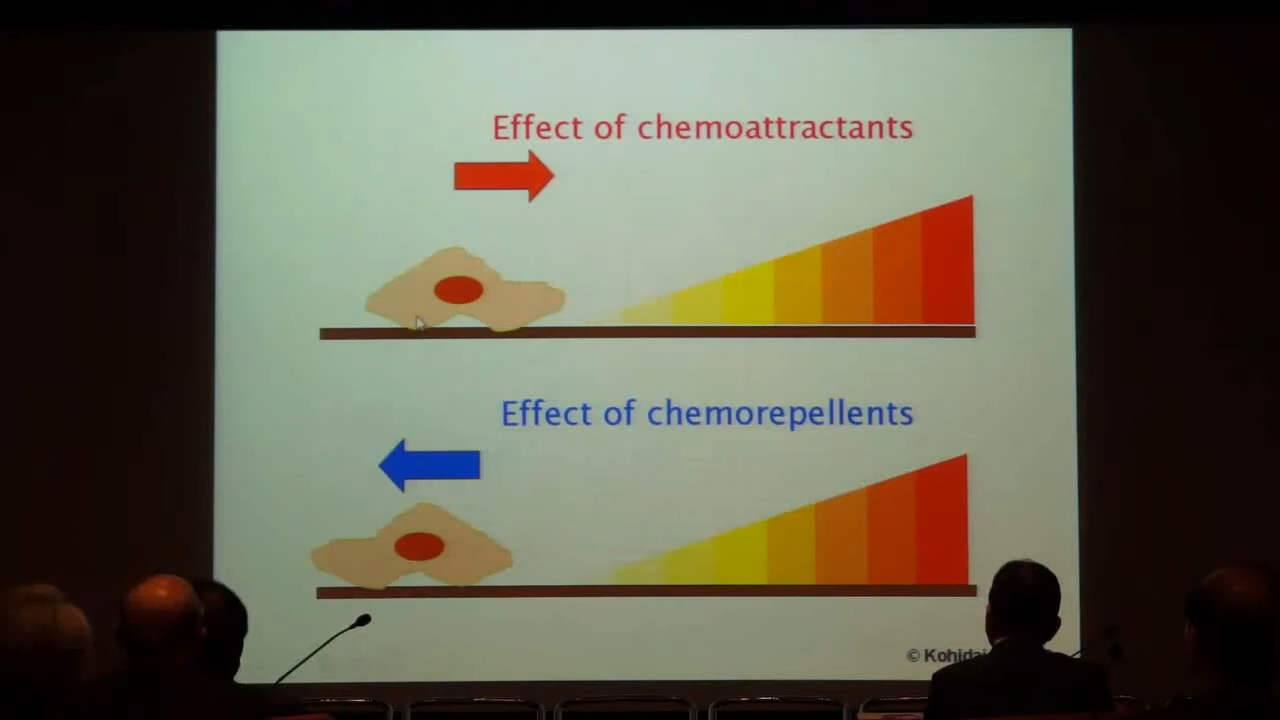 Effect of chemoattractants
Effect of chemorepellents
© Kohidai